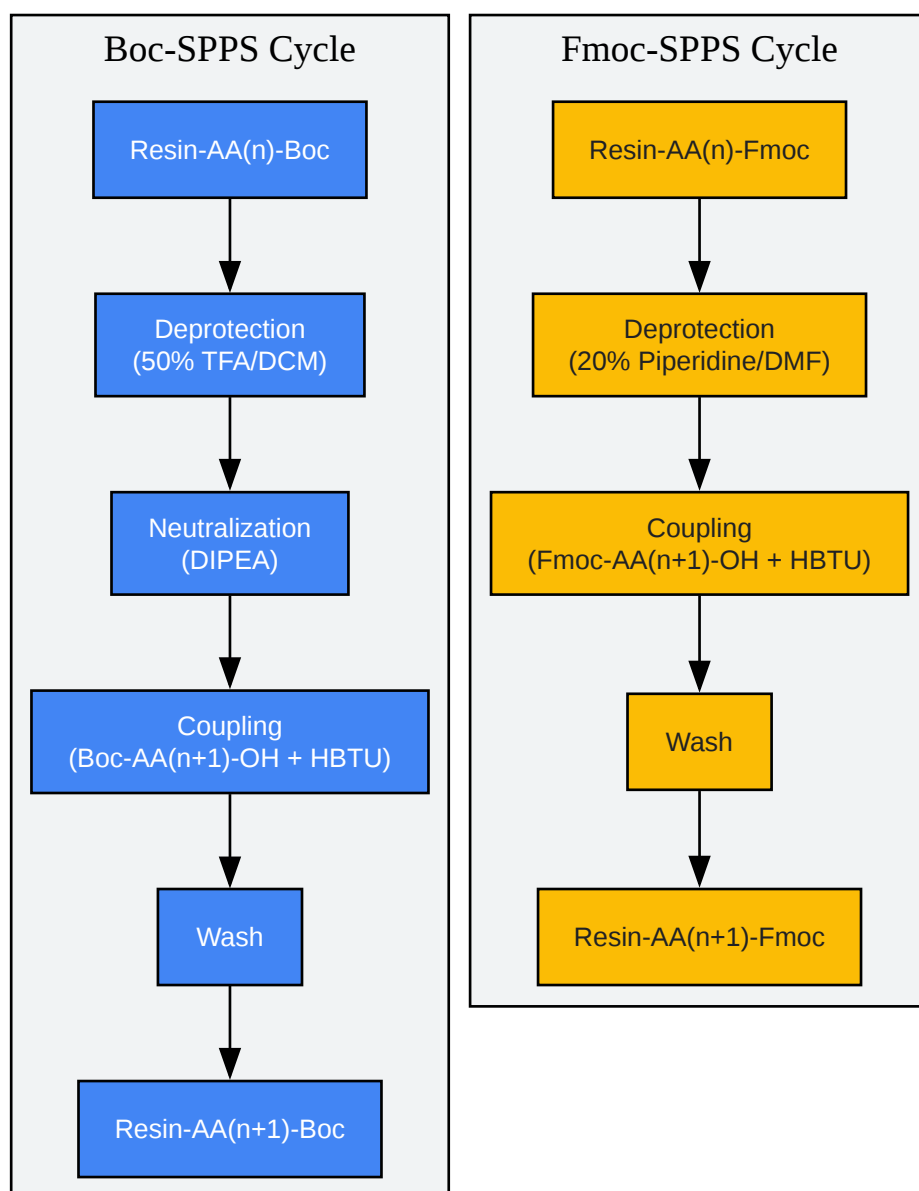 Boc-SPPS Cycle
Resin-AA(n)-Boc
Deprotection
(50% TFA/DCM)
Neutralization
(DIPEA)
Coupling
(Boc-AA(n+1)-OH + HBTU)
Wash
Resin-AA(n+1)-Boc
Fmoc-SPPS Cycle
Resin-AA(n)-Fmoc
Deprotection
(20% Piperidine/DMF)
Coupling
(Fmoc-AA(n+1)-OH + HBTU)
Wash
Resin-AA(n+1)-Fmoc